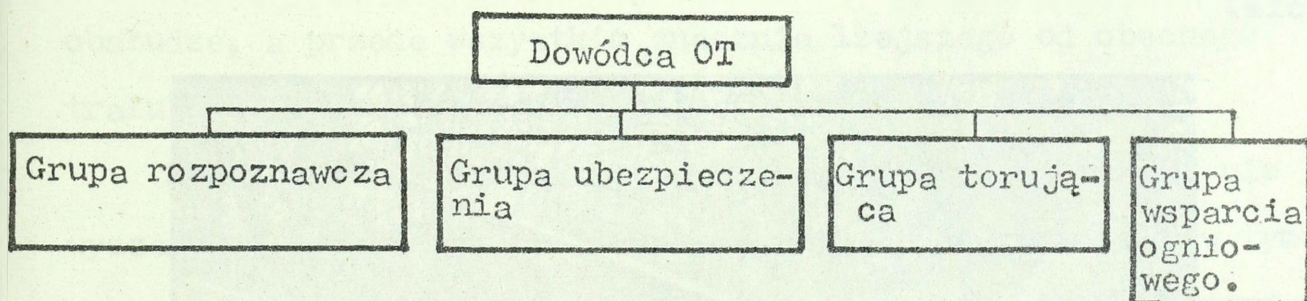 Dowódca OT
Grupa rozpoznawcza
Grupa ubezpiecze-
nia
Grupa torują-
ca
Grupa
wsparcia
ognio-
wego.